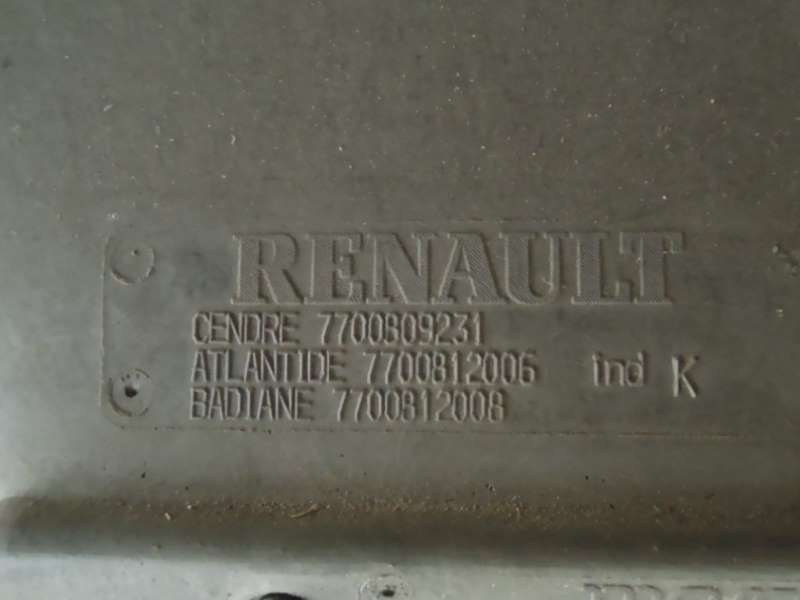 RENAULT
CENDRE 7700809231
ATLANTIDE 7700812006 ind K
BADIANE 7700812008